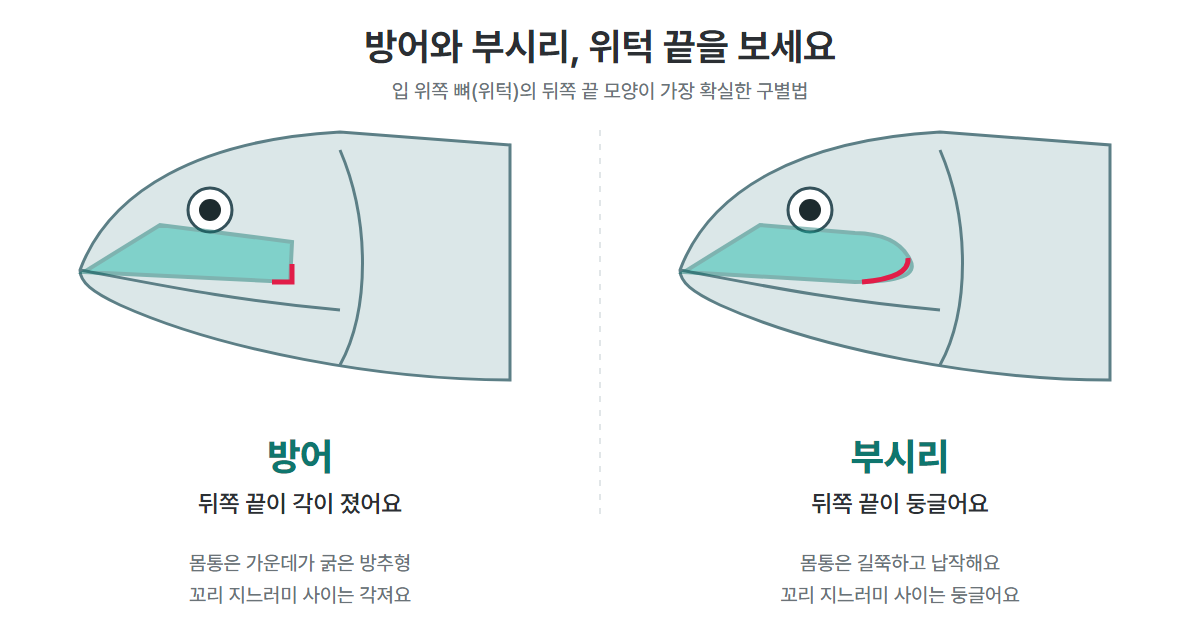 방어와 부시리, 위턱 끝을 보세요
입 위쪽 뼈(위턱)의 뒤쪽 끝 모양이 가장 확실한 구별법
방어
뒤쪽 끝이 각이 졌어요
몸통은 가운데가 굵은 방추형
꼬리 지느러미 사이는 각져요
부시리
뒤쪽 끝이 둥글어요
몸통은 길쭉하고 납작해요
꼬리 지느러미 사이는 둥글어요